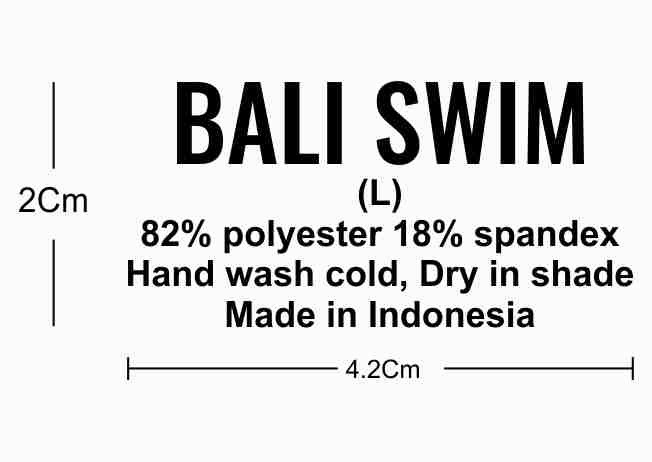 BALI SWIM
(L)
2Cm
82% polyester 18% spandex
Hand wash cold, Dry in shade
Made in Indonesia
4.2Cm